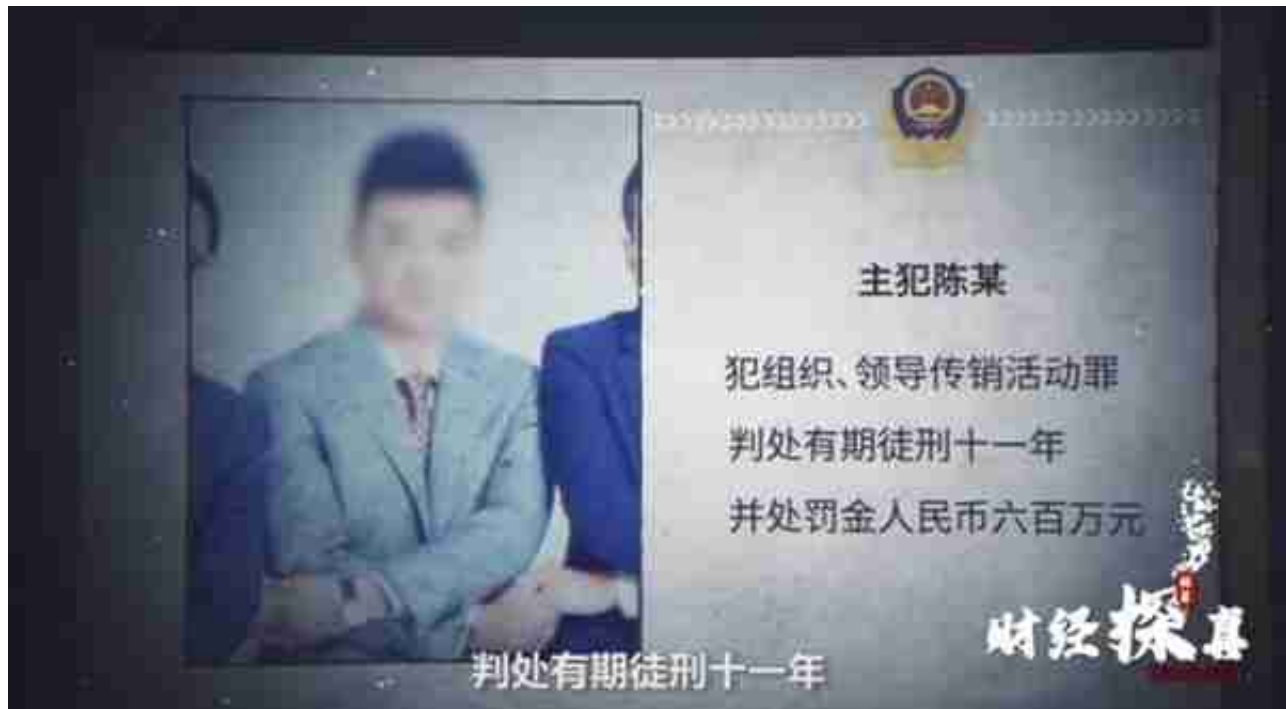 主犯陈某
犯组织、领导传销活动罪
判处有期徒刑十一年
并处罚金人民币六百万元
财经探真
判处有期徒刑十一年